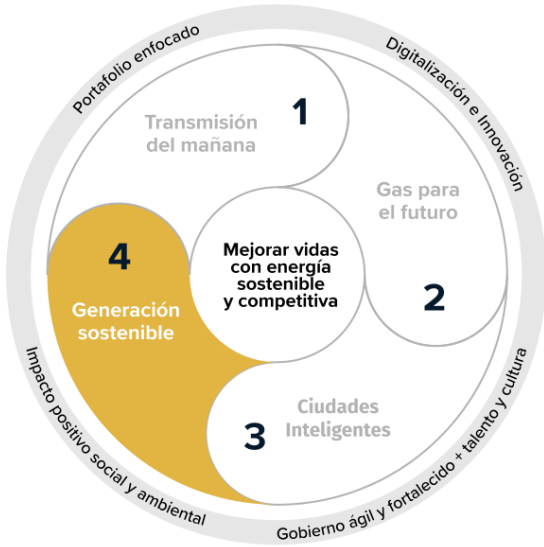 Portafolio enfocado
Digitalización e Innovación
1
Transmisión
del mañana
Gas para
el futuro
2
Mejorar vidas
con energía
sostenible
y competitiva
4
Generación
sostenible
3
Ciudades
Inteligentes
Impacto positivo social y ambiental
Gobierno ágil y fortalecido + talento y cultura